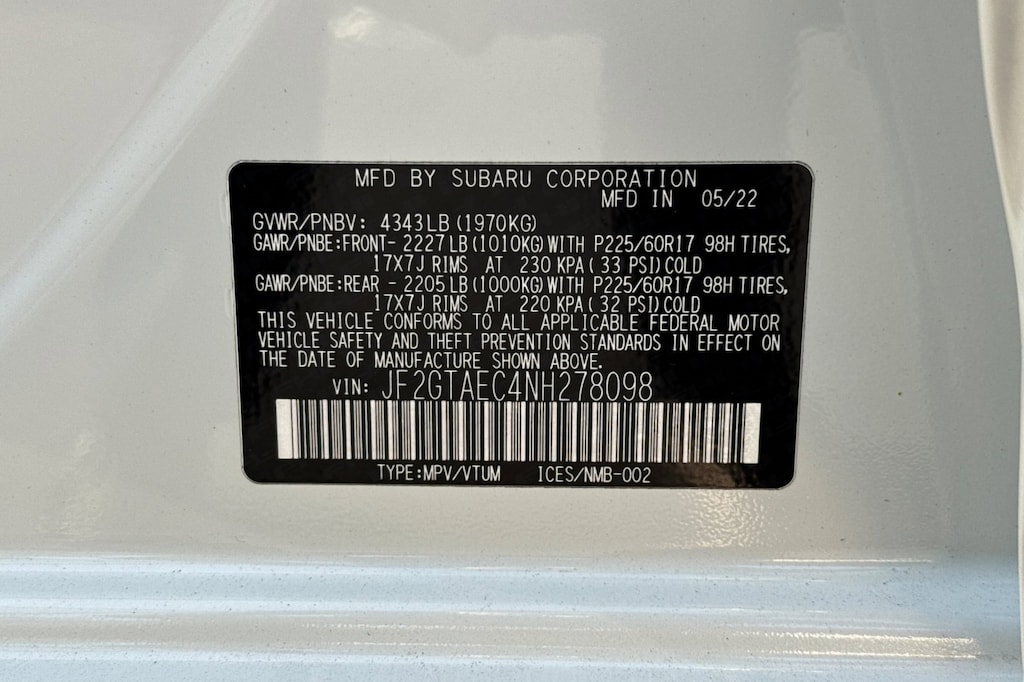 MFD BY SUBARU CORPORATION
MFD IN 05/22
GVWR/PNBV: 4343LB (1970KG)
GAWR/PNBE:FRONT- 2227LB (1010KG) WITH P225/60R17 98H TIRES,
17X7J RIMS AT 230 KPA ( 33 PSI) COLD
GAWR/PNBE:REAR - 2205LB (1000KG) WITH P225/60R17 98H TIRES,
17X7J RIMS AT 220 KPA ( 32 PSI) COLD
THIS VEHICLE CONFORMS TO ALL APPLICABLE FEDERAL MOTOR
VEHICLE SAFETY AND THEFT PREVENTION STANDARDS IN EFFECT ON
THE DATE OF MANUFACTURE SHOWN ABOVE.
VIN: JF2GTAEC4NH278098
TYPE:MPV/VTUM ICES/NMB-002